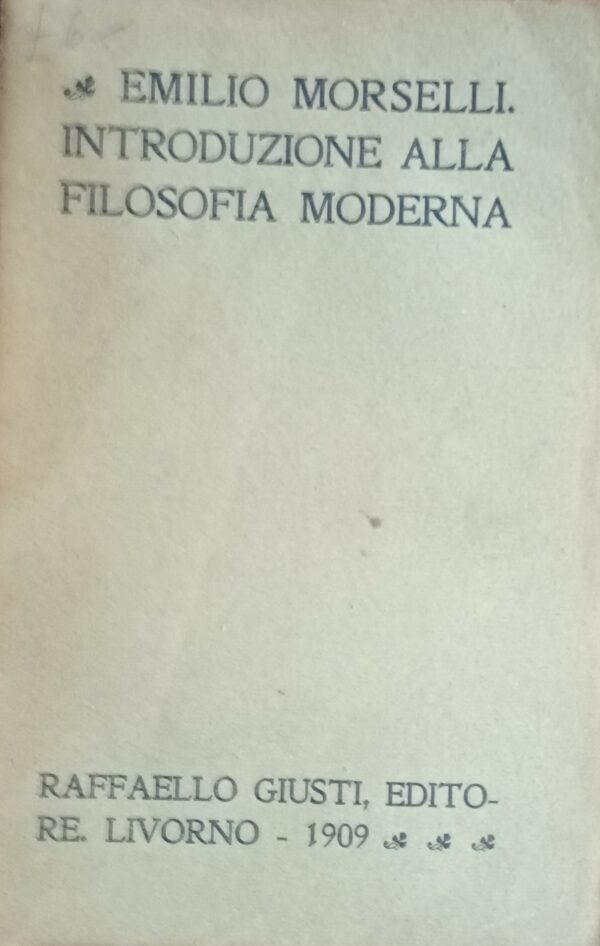 EMILIO MORSELLI.
INTRODUZIONE ALLA
FILOSOFIA MODERNA
RAFFAELLO GIUSTI, EDITO-
RE. LIVORNO - 1909